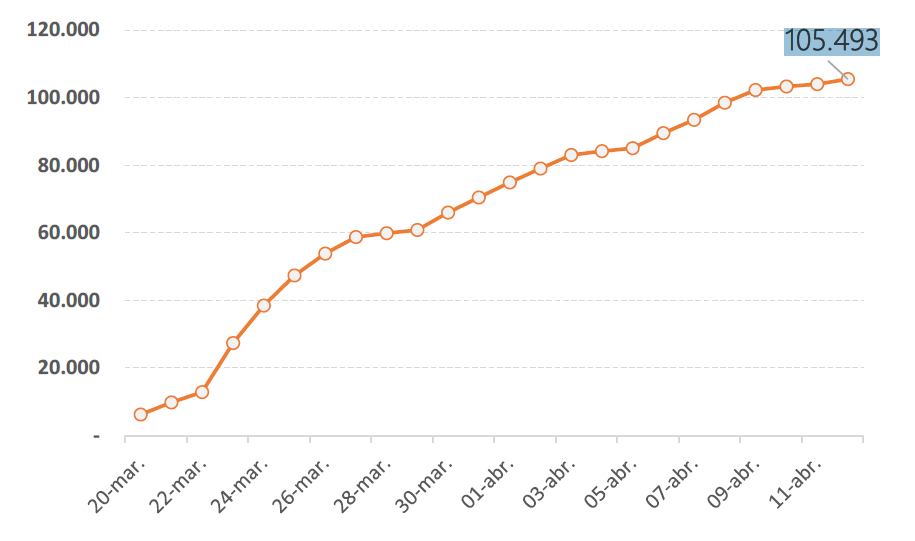 120.000
105.493
100.000
80.000
60.000
40.000
20.000
-
20-mar.
22-mar.
24-mar.
26-mar.
28-mar.
30-mar.
01-abr.
03-abr.
05-abr.
07-abr.
09-abr.
11-abr.